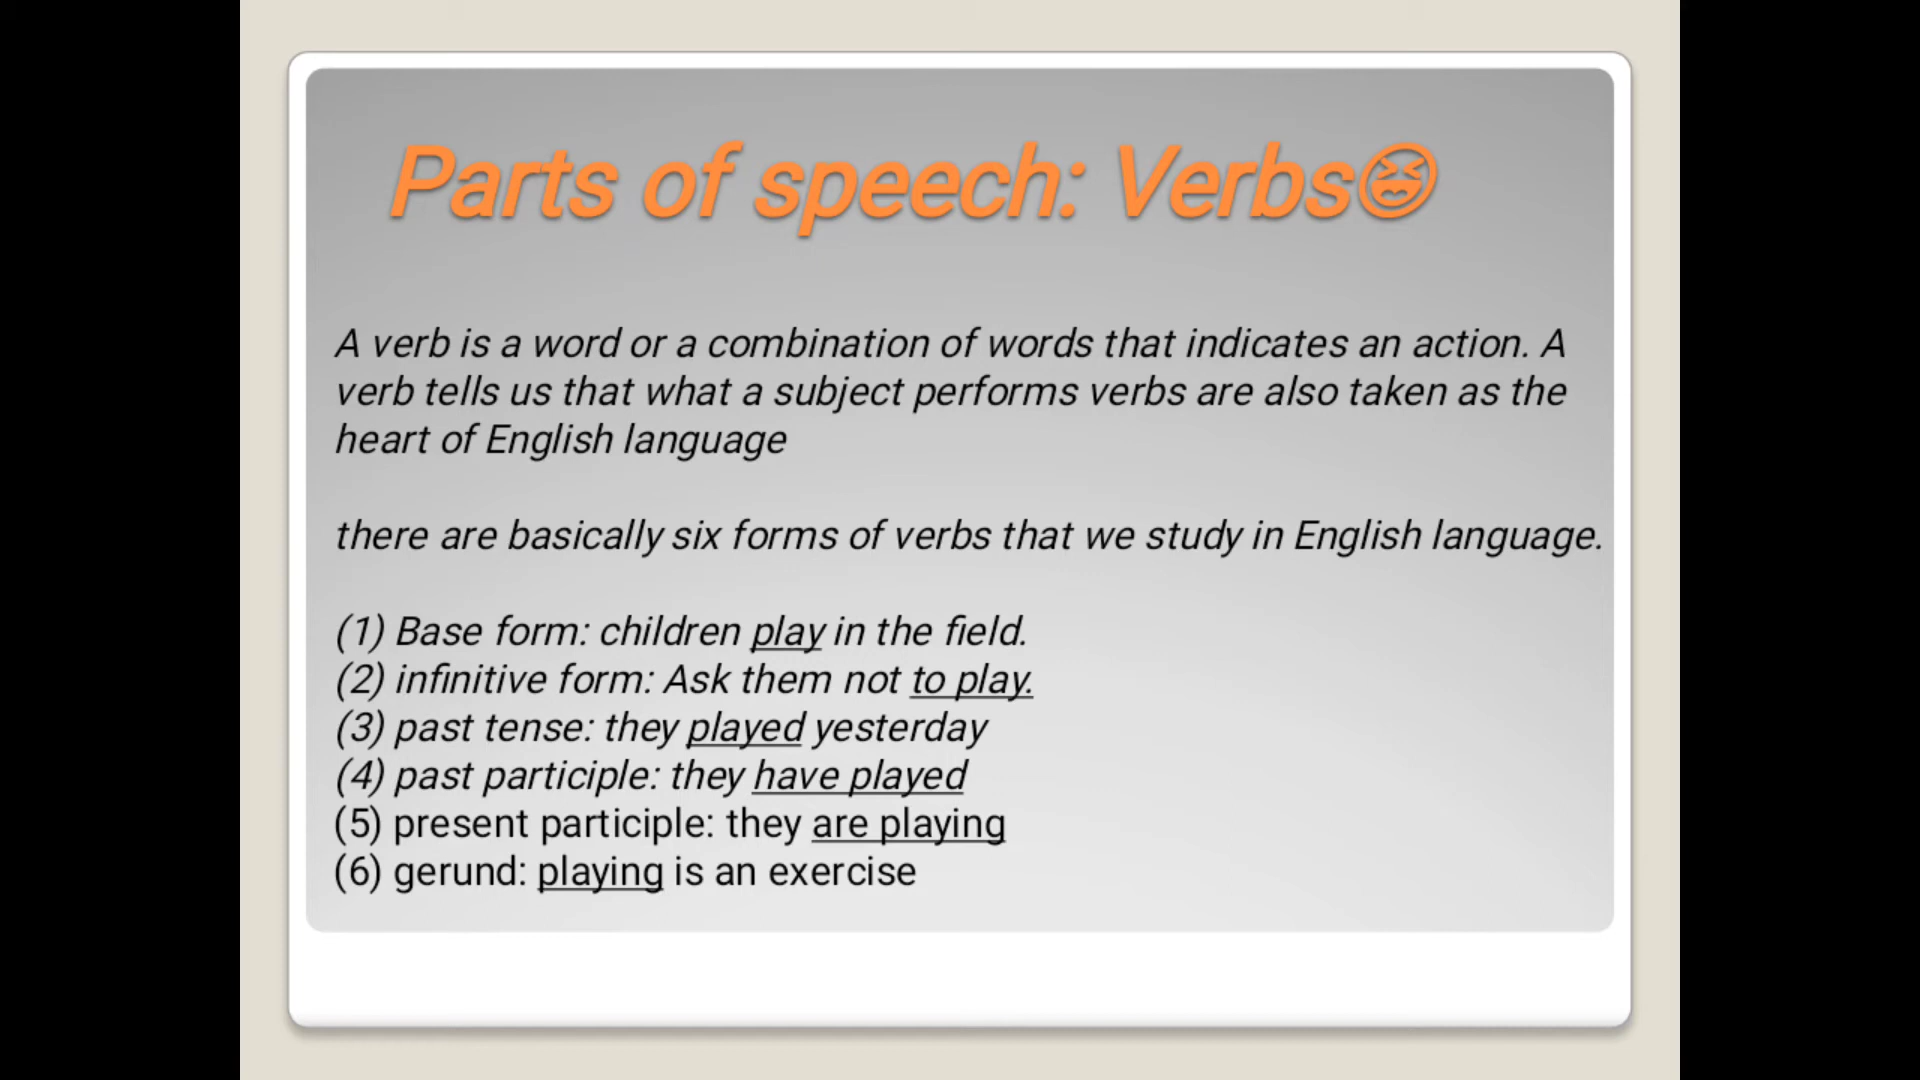 Parts of speech: Verbs😆
A verb is a word or a combination of words that indicates an action. A
verb tells us that what a subject performs verbs are also taken as the
heart of English language
there are basically six forms of verbs that we study in English language.
(1) Base form: children play in the field.
(2) infinitive form: Ask them not to play.
(3) past tense: they played yesterday
(4) past participle: they have played
(5) present participle: they are playing
(6) gerund: playing is an exercise